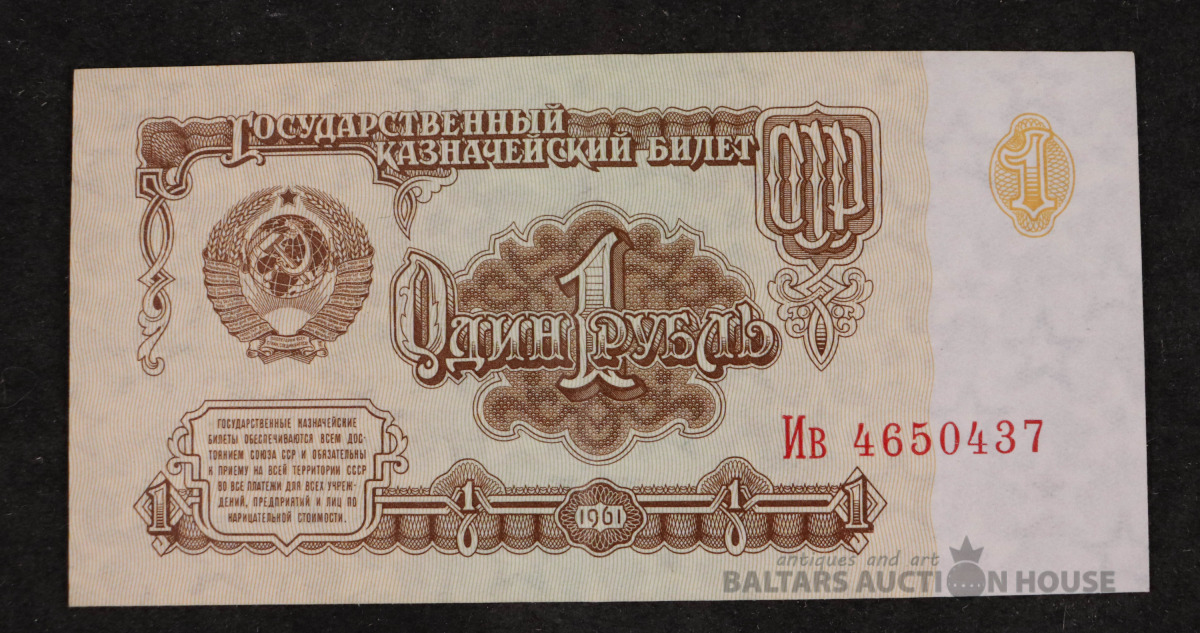 Государственный
казначейский билет
СССР
1
Один 1 рубль
ГОСУДАРСТВЕННЫЕ КАЗНАЧЕЙСКИЕ
БИЛЕТЫ ОБЕСПЕЧИВАЮТСЯ ВСЕМ ДОС-
ТОЯНИЕМ СОЮЗА ССР И ОБЯЗАТЕЛЬНЫ
К ПРИЕМУ НА ВСЕЙ ТЕРРИТОРИИ СССР
ВО ВСЕ ПЛАТЕЖИ ДЛЯ ВСЕХ УЧРЕЖ-
ДЕНИЙ, ПРЕДПРИЯТИЙ И ЛИЦ ПО
НАРИЦАТЕЛЬНОЙ СТОИМОСТИ.
Ив 4650437
1 1 1961 1 1
antiques and art
BALTARS AUCTION HOUSE